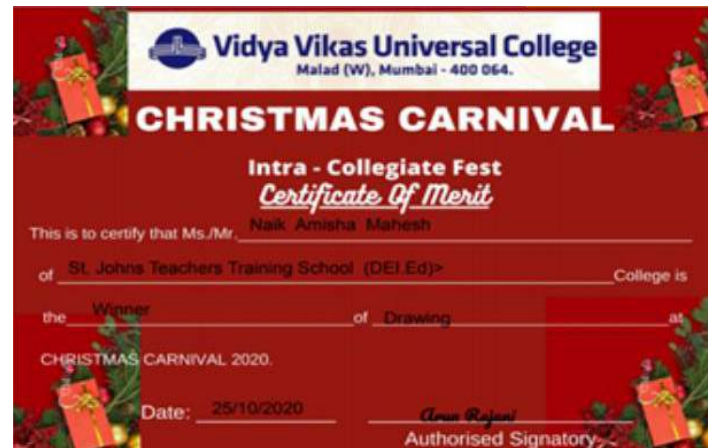 Vidya Vikas Universal College
Malad (W), Mumbai - 400 064.
CHRISTMAS CARNIVAL
Intra - Collegiate Fest
Certificate Of Merit
This is to certify that Ms./Mr. Naik Amisha Mahesh
of St. Johns Teachers Training School (DEl.Ed)> College is
the Winner of Drawing at
CHRISTMAS CARNIVAL 2020.
Date: 25/10/2020 Arun Rajani
Authorised Signatory